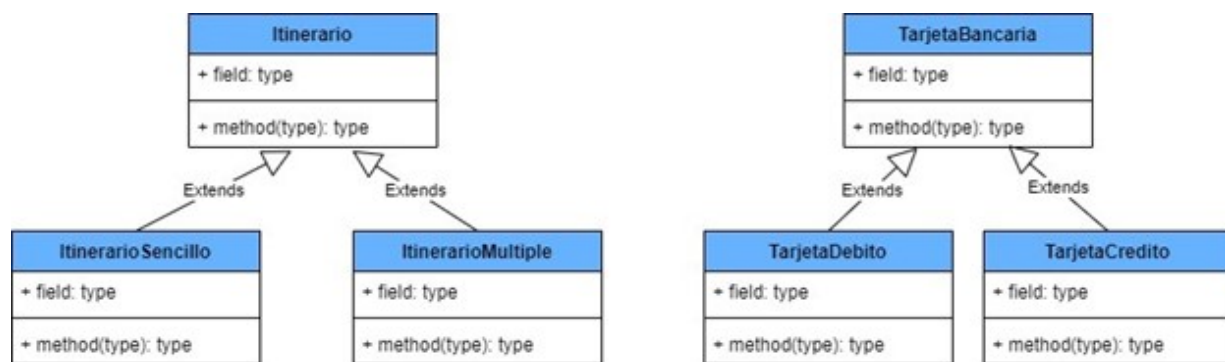 Itinerario
+ field: type
+ method(type): type
TarjetaBancaria
+ field: type
+ method(type): type
Extends
Extends
Extends
Extends
ItinerarioSencillo
+ field: type
+ method(type): type
ItinerarioMultiple
+ field: type
+ method(type): type
TarjetaDebito
+ field: type
+ method(type): type
TarjetaCredito
+ field: type
+ method(type): type